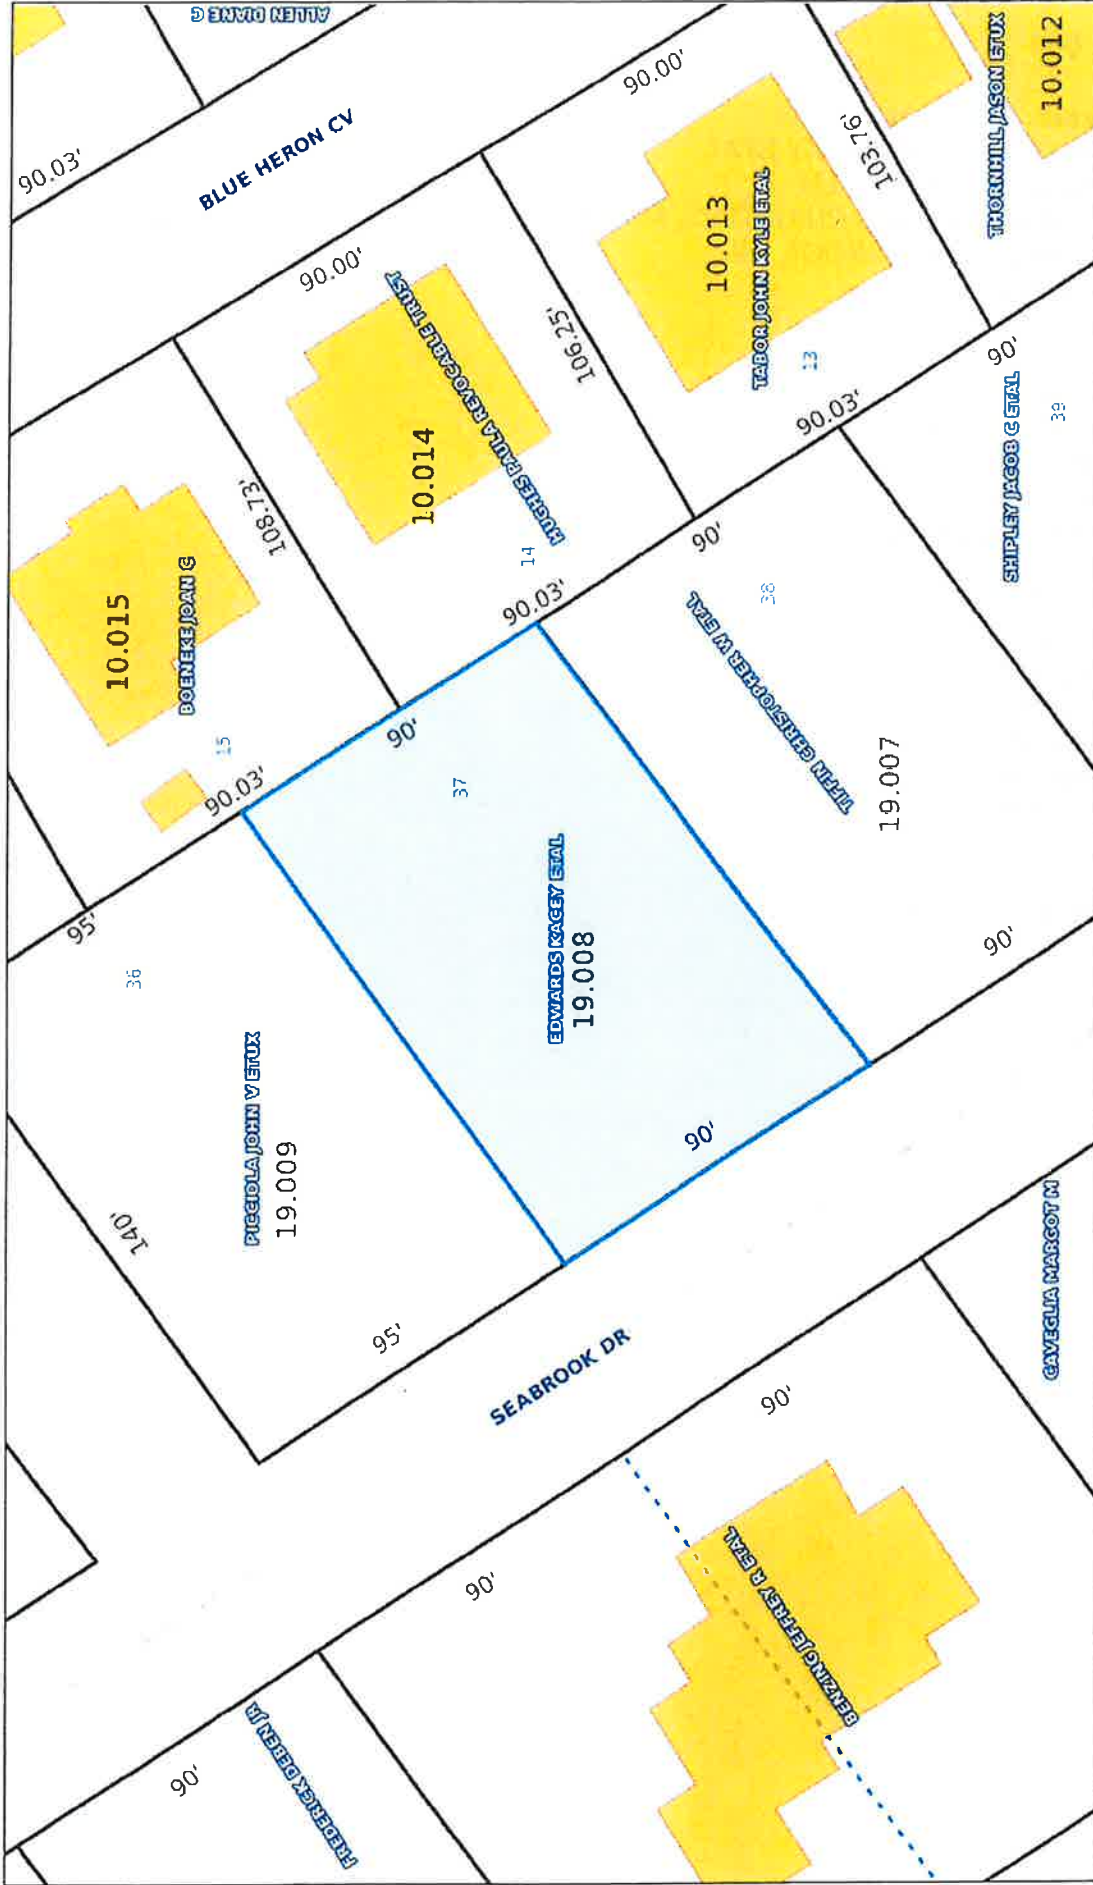 ALLEN DIANE G
90.03'
BLUE HERON CV
90.00'
THORNHILL JASON ETUX
10.012
103.76'
10.013
TABOR JOHN KYLE ETAL
13
90.00'
HUGHES PAULA REVOCABLE TRUST
10.014
14
106.25'
90.03'
90'
SHIPLEY JACOB C ETAL
39
108.73'
10.015
BOENEKE JOAN G
15
90.03'
90.03'
90'
38
TIFFIN CHRISTOPHER W ETAL
19.007
90'
90'
37
EDWARDS KACEY ETAL
19.008
90'
95'
36
PICCIOLA JOHN V ETUX
19.009
140'
95'
SEABROOK DR
CAVEGLIA MARGOT M
90'
90'
BENZING JEFFREY R ETAL
90'
FREDERICK DEBEN JR